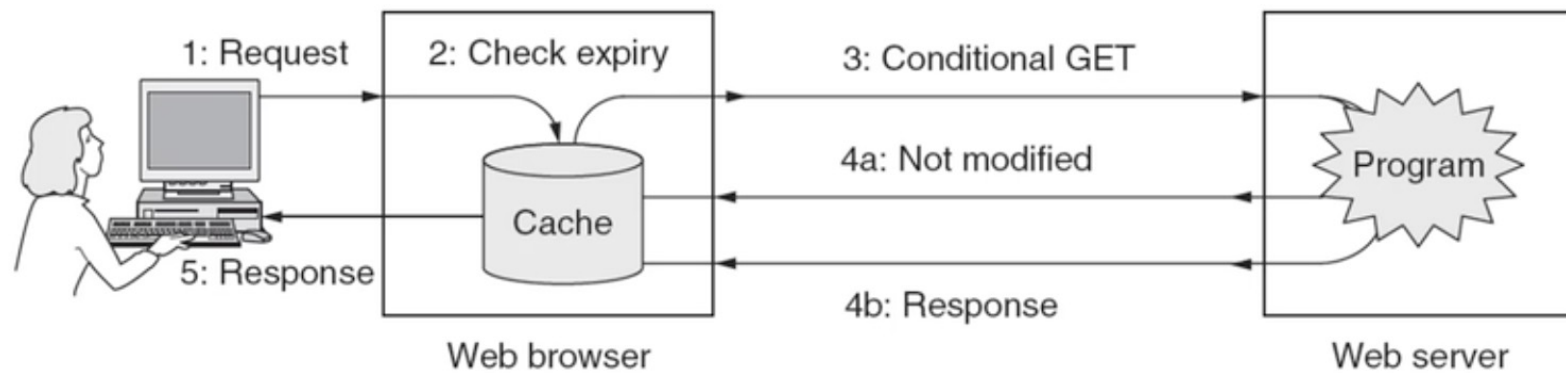 1: Request
2: Check expiry
3: Conditional GET
4a: Not modified
Program
Cache
5: Response
4b: Response
Web browser
Web server